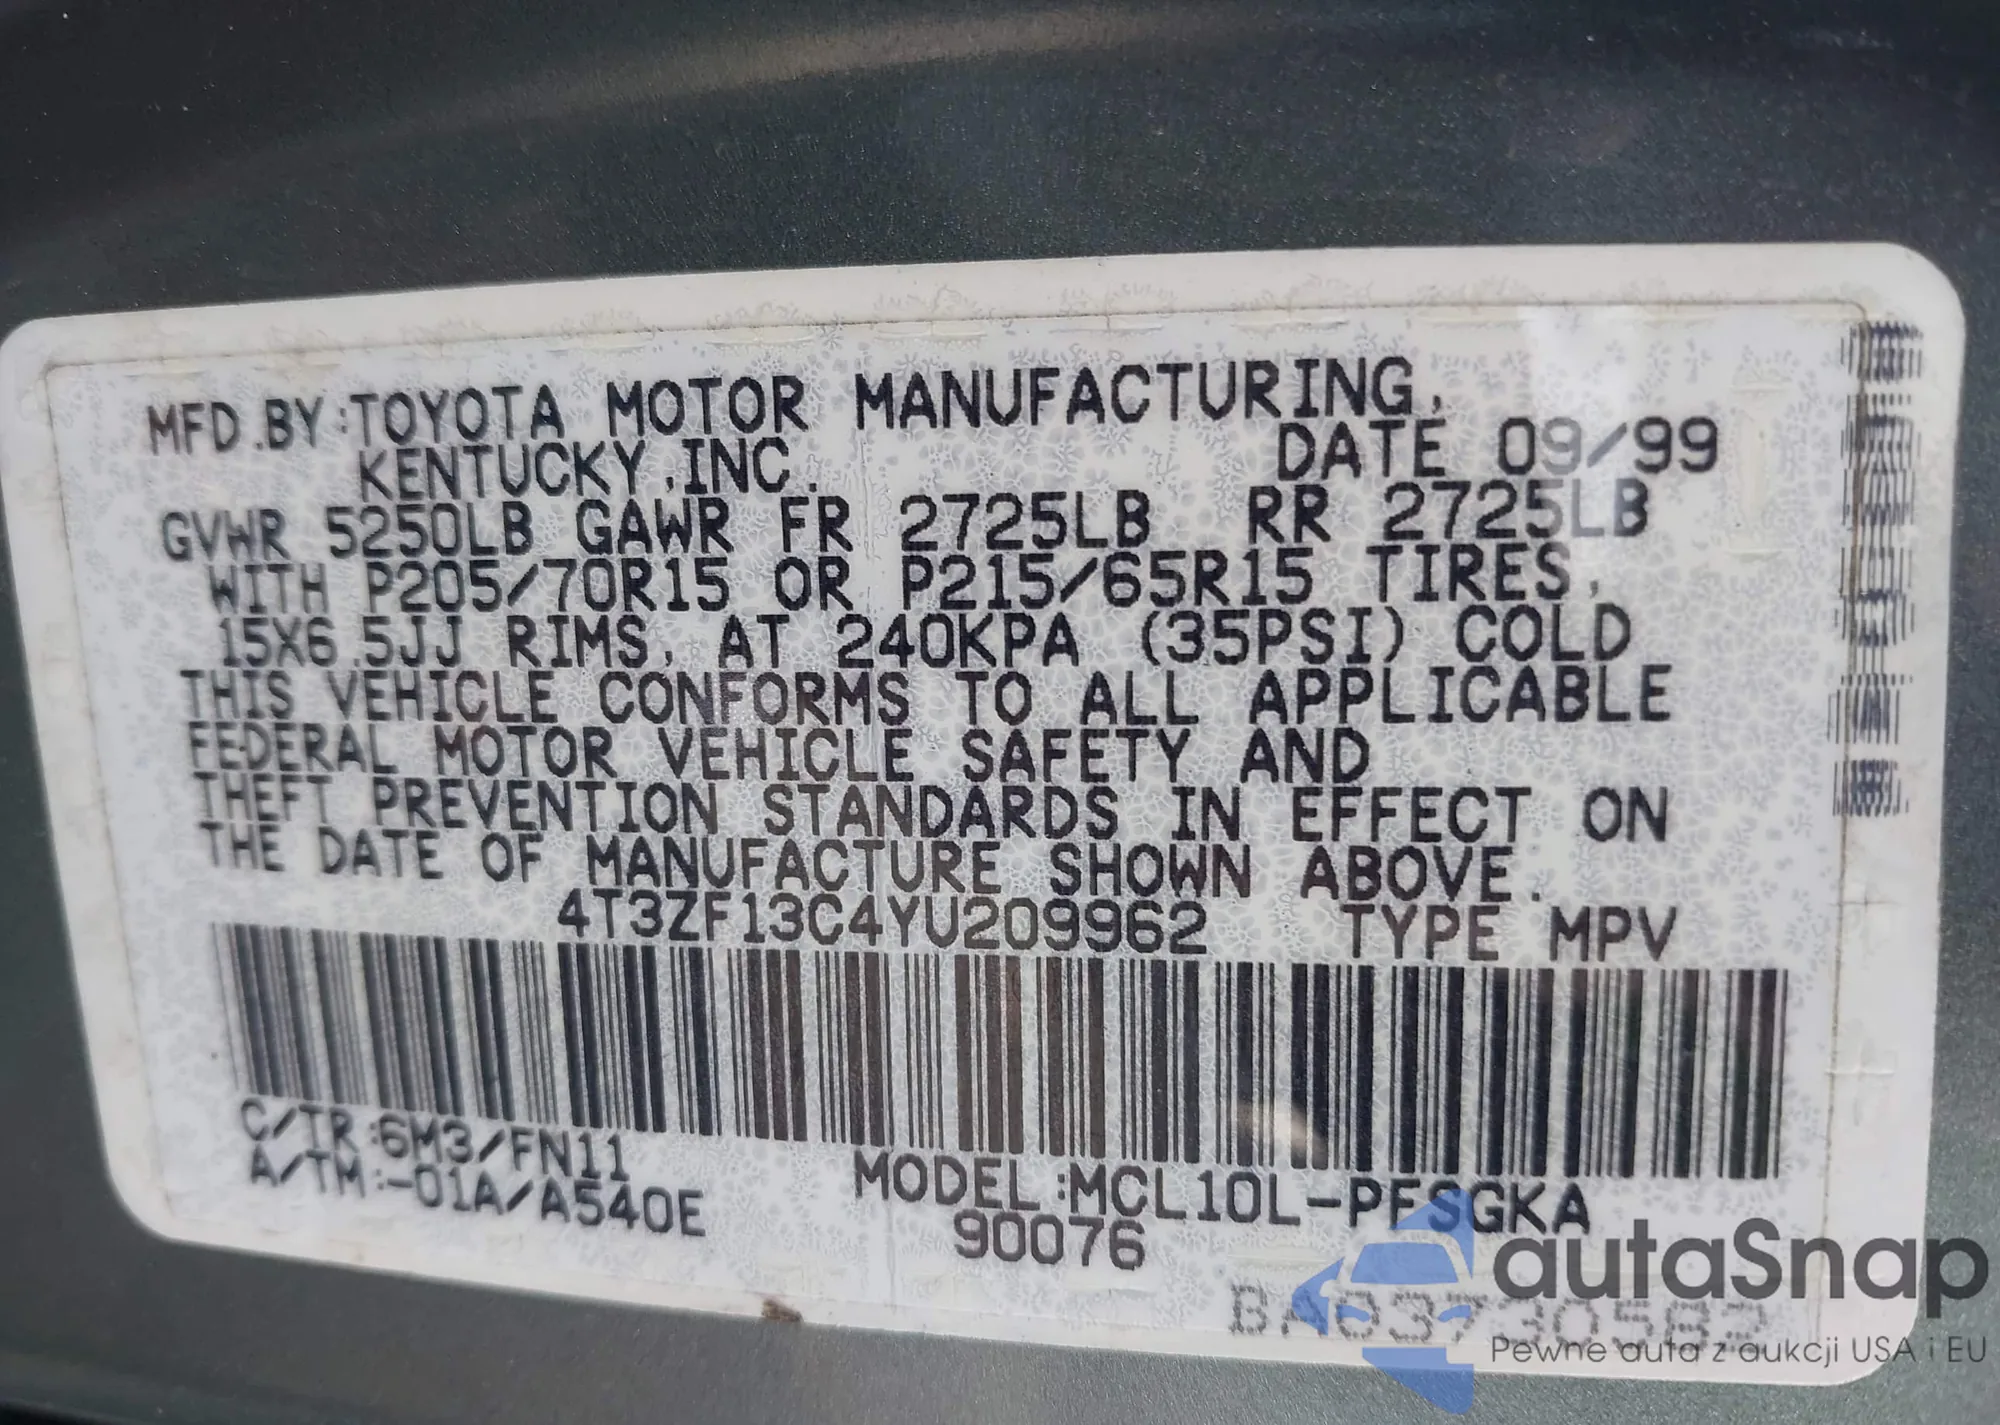 MFD.BY:TOYOTA MOTOR MANUFACTURING,
KENTUCKY,INC. DATE 09/99
GVWR 5250LB GAWR FR 2725LB RR 2725LB
WITH P205/70R15 OR P215/65R15 TIRES,
15X6.5JJ RIMS, AT 240KPA (35PSI) COLD
THIS VEHICLE CONFORMS TO ALL APPLICABLE
FEDERAL MOTOR VEHICLE SAFETY AND
THEFT PREVENTION STANDARDS IN EFFECT ON
THE DATE OF MANUFACTURE SHOWN ABOVE.
4T3ZF13C4YU209962 TYPE MPV
C/TR:6M3/FN11
A/TM:-01A/A540E
MODEL:MCL10L-PFSGKA
90076
BA03730582
autaSnap
Pewne auta z aukcji USA i EU